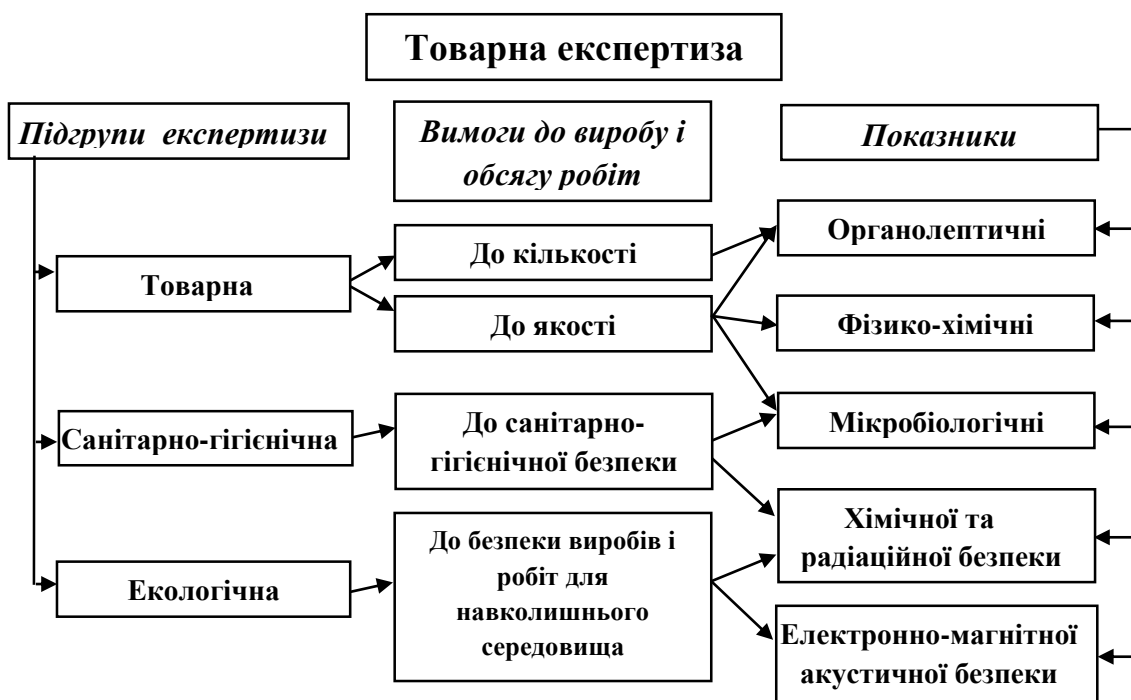 Товарна експертиза
Підгрупи експертизи
Вимоги до виробу і
обсягу робіт
Показники
До кількості
Органолептичні
Товарна
До якості
Фізико-хімічні
Санітарно-гігієнічна
До санітарно-
гігієнічної безпеки
Мікробіологічні
До безпеки виробів і
робіт для
навколишнього
середовища
Хімічної та
радіаційної безпеки
Екологічна
Електронно-магнітної
акустичної безпеки